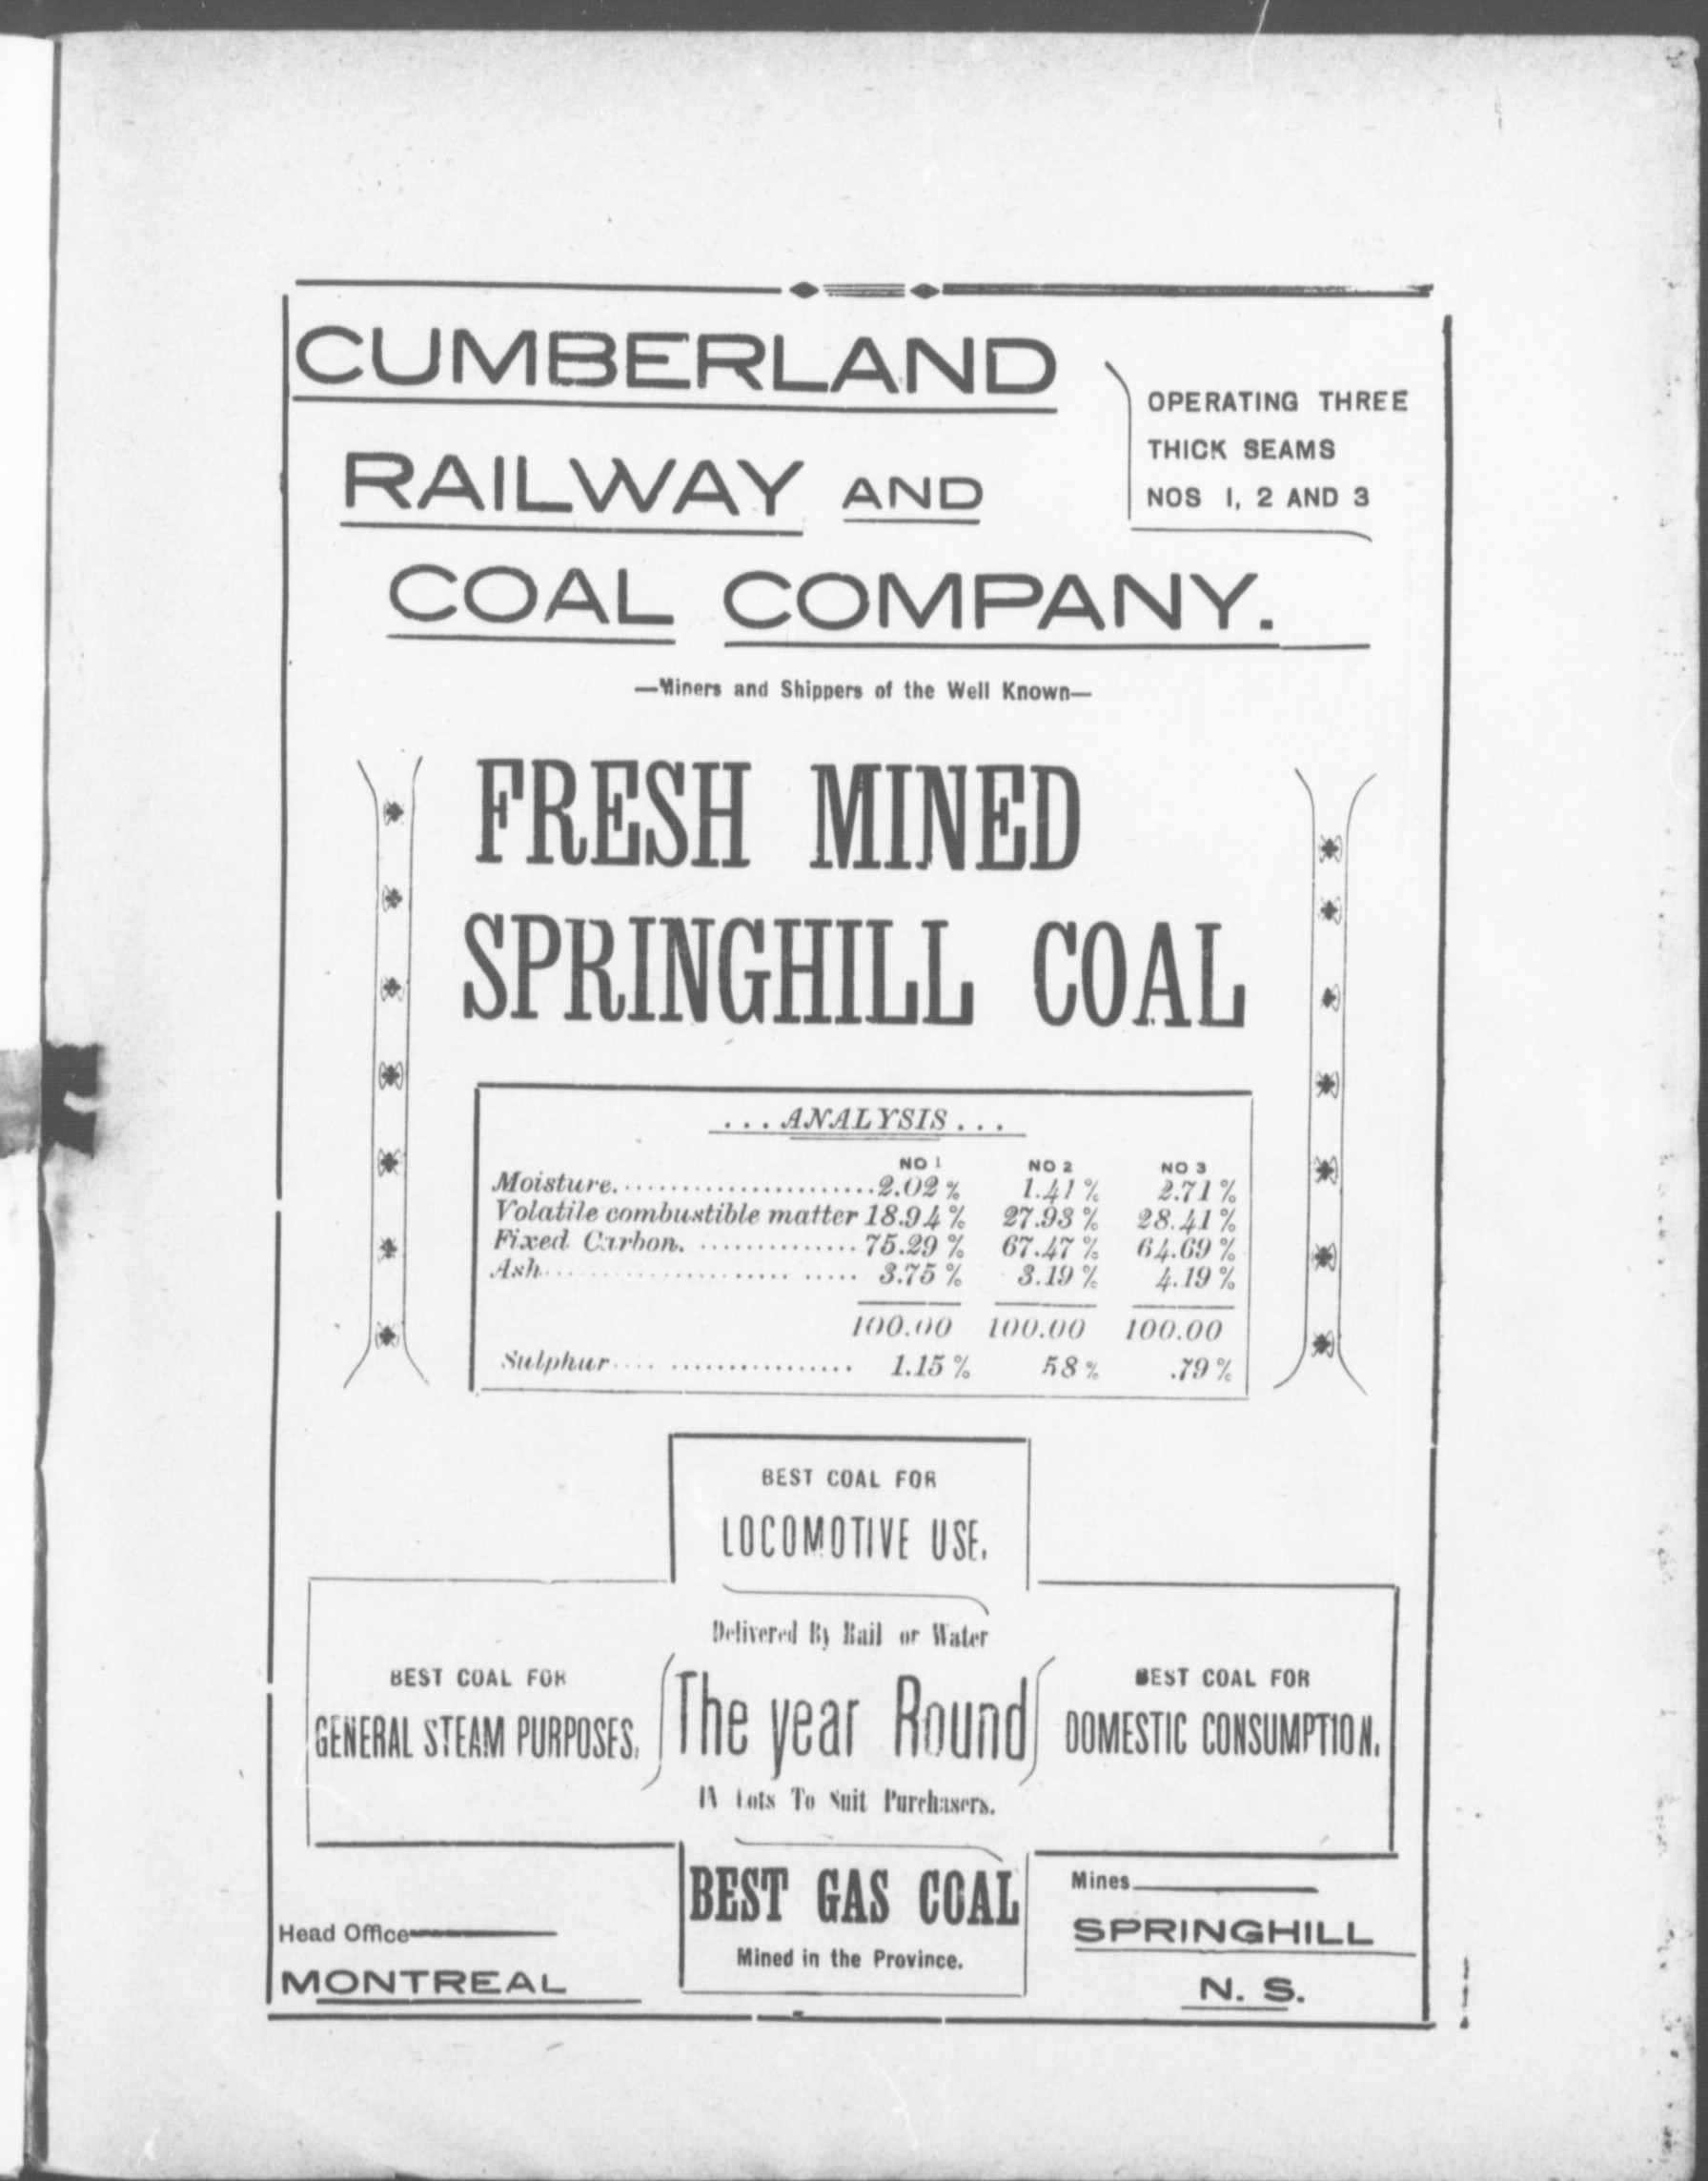 CUMBERLAND
RAILWAY AND
COAL COMPANY.
OPERATING THREE
THICK SEAMS
NOS 1, 2 AND 3
—Miners and Shippers of the Well Known—
FRESH MINED
SPRINGHILL COAL
...ANALYSIS...
NO 1 NO 2 NO 3
Moisture.......................2.02% 1.41% 2.71%
Volatile combustible matter 18.94% 27.93% 28.41%
Fixed Carbon. .............. 75.29% 67.47% 64.69%
Ash...................... ..... 3.75% 3.19% 4.19%
100.00 100.00 100.00
Sulphur.... ................ 1.15% 58% .79%
BEST COAL FOR
LOCOMOTIVE USE.
BEST COAL FOR
GENERAL STEAM PURPOSES.
Delivered By Rail or Water
The year Round
IN Lots To Suit Purchasers.
BEST COAL FOR
DOMESTIC CONSUMPTION.
BEST GAS COAL
Mined in the Province.
Head Office
MONTREAL
Mines
SPRINGHILL
N. S.